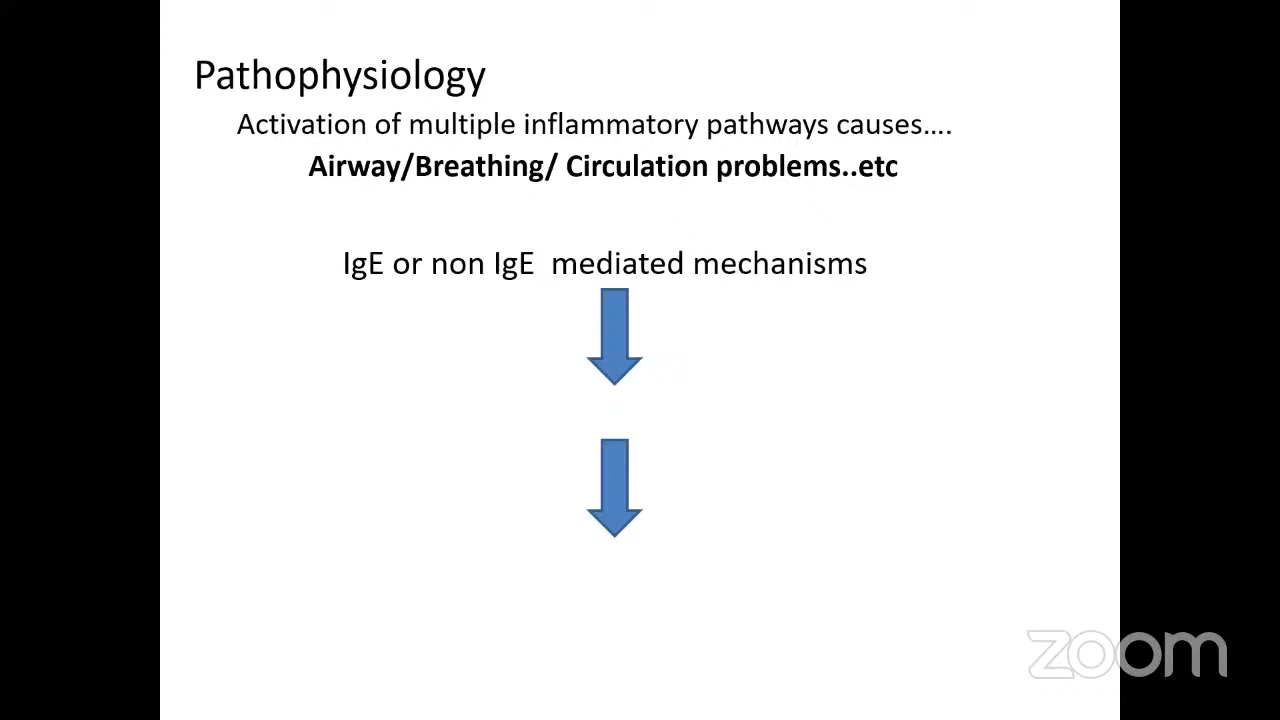 Pathophysiology
Activation of multiple inflammatory pathways causes....
Airway/Breathing/ Circulation problems..etc
IgE or non IgE  mediated mechanisms
zoom